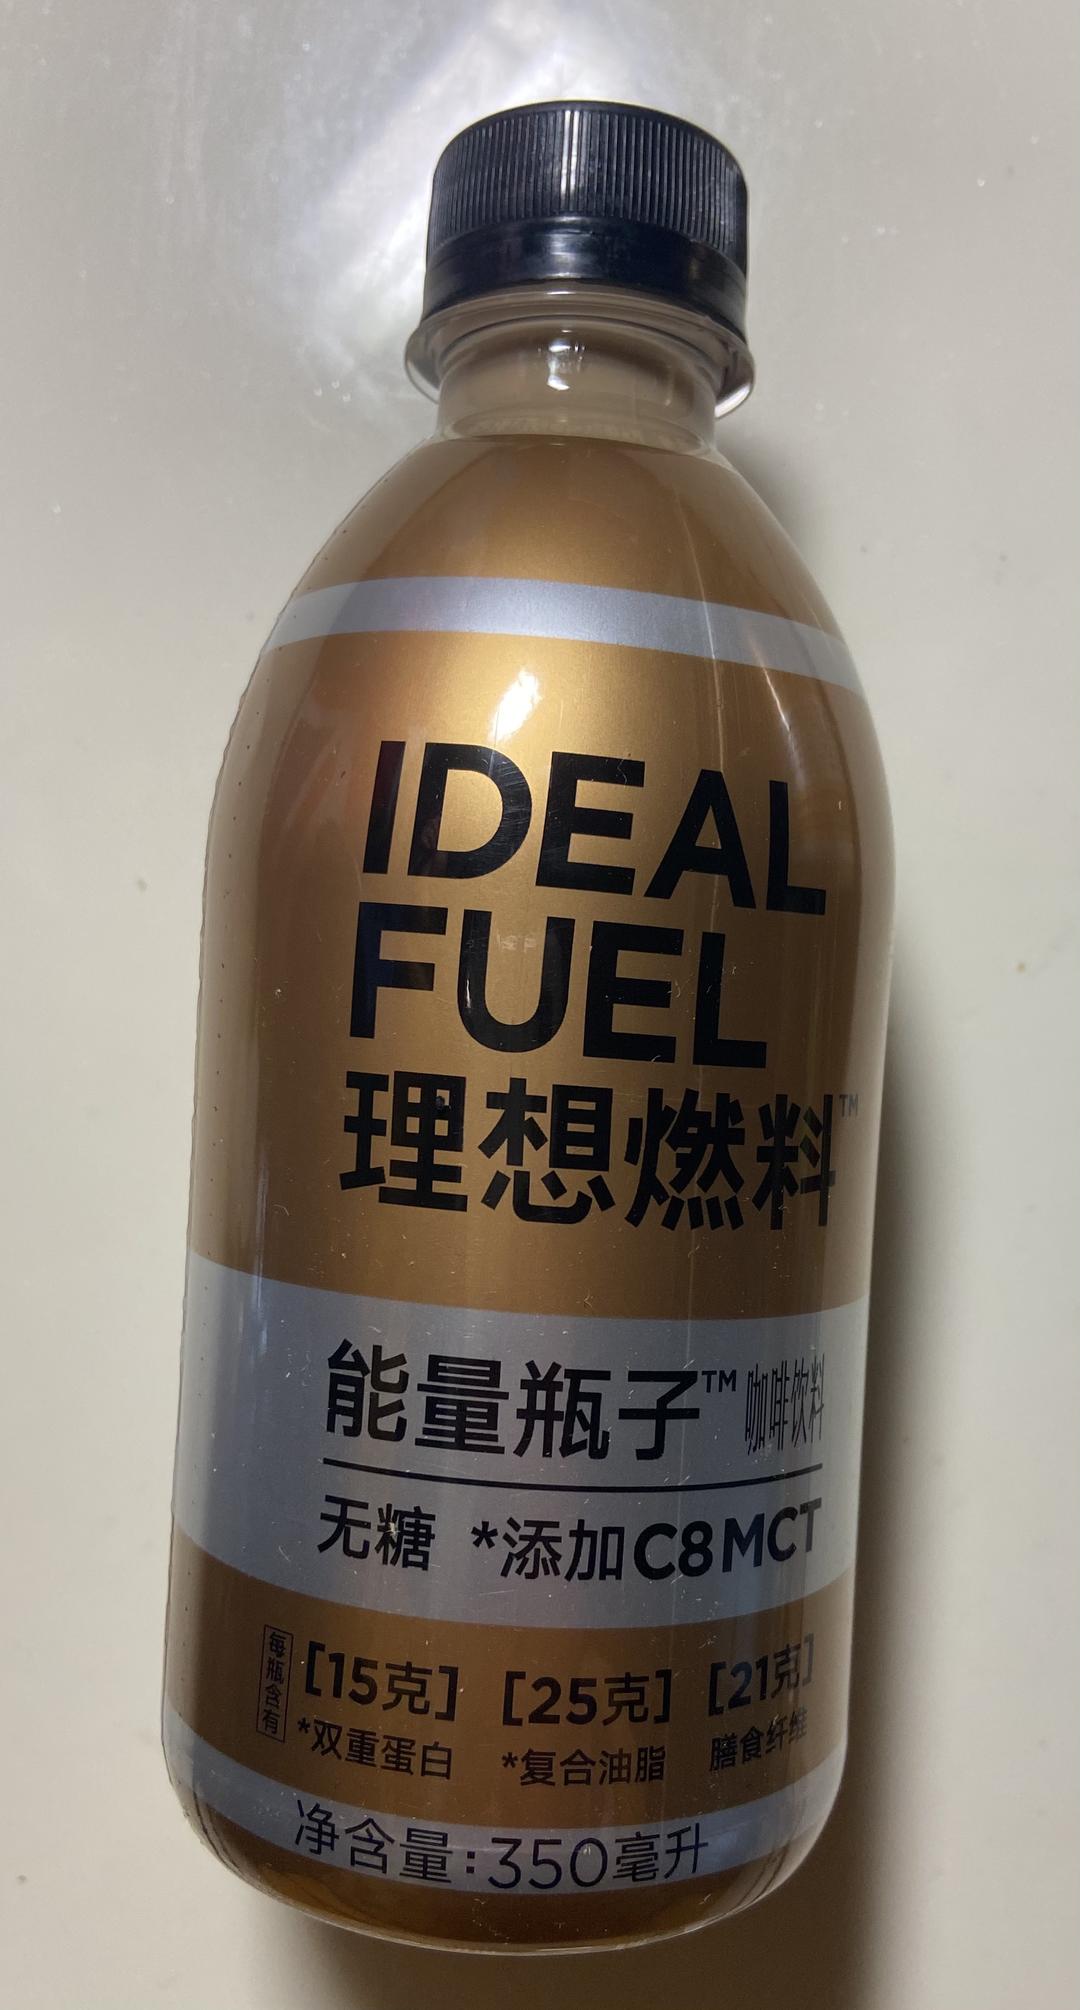 IDEAL
FUEL
理想燃料™
能量瓶子™ 咖啡饮料
无糖 *添加C8MCT
每瓶含有 [15克] [25克] [21克]
*双重蛋白 *复合油脂 膳食纤维
净含量:350毫升